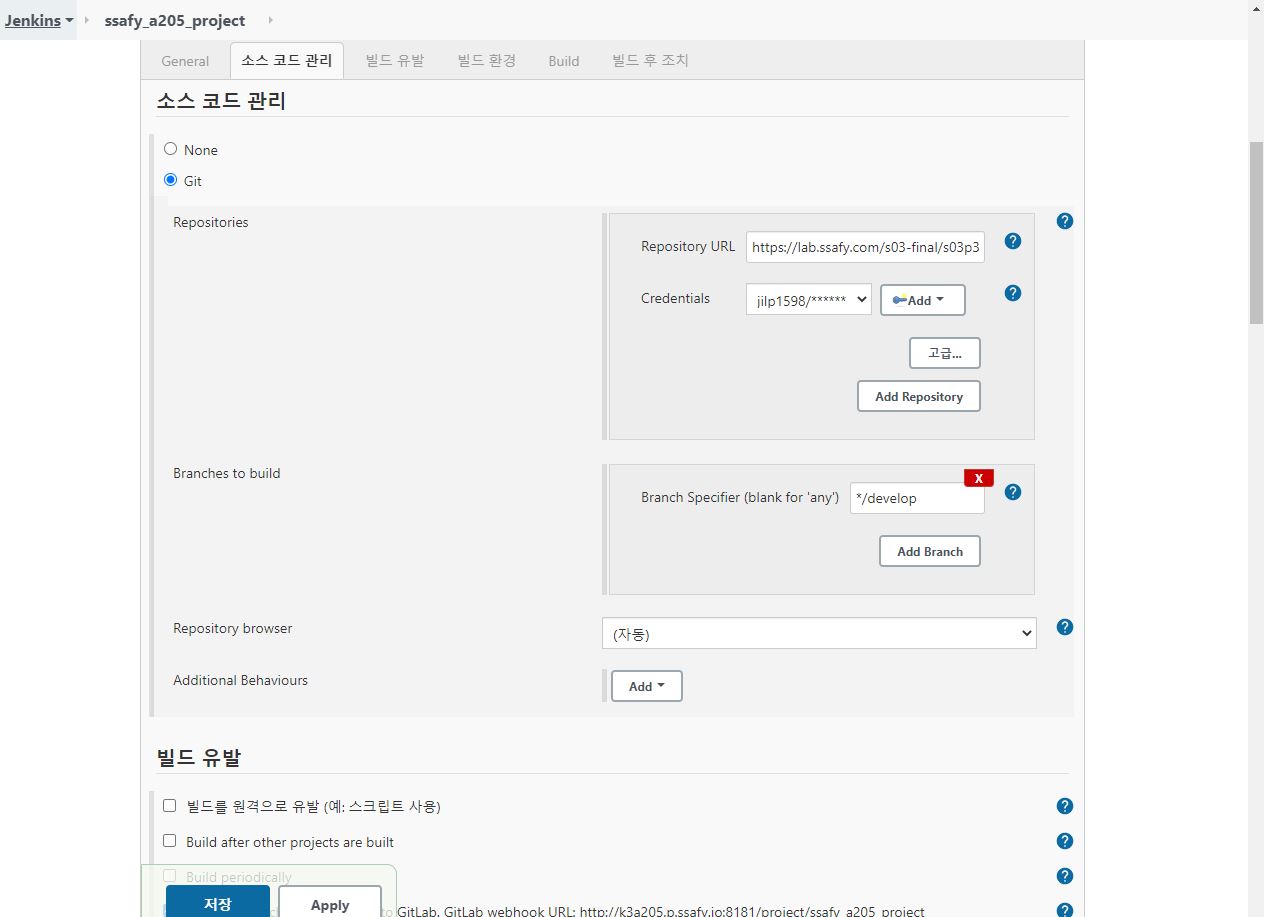 Jenkins ssafy_a205_project
General 소스 코드 관리 빌드 유발 빌드 환경 Build 빌드 후 조치
소스 코드 관리
None
Git
Repositories
Repository URL https://lab.ssafy.com/s03-final/s03p3
Credentials jilp1598/****** Add
고급...
Add Repository
Branches to build
X
Branch Specifier (blank for 'any') */develop
Add Branch
Repository browser (자동)
Additional Behaviours Add
빌드 유발
빌드를 원격으로 유발 (예: 스크립트 사용)
Build after other projects are built
Build periodically
저장 Apply to GitLab. GitLab webhook URL: http://k3a205.p.ssafy.io:8181/project/ssafy_a205_project